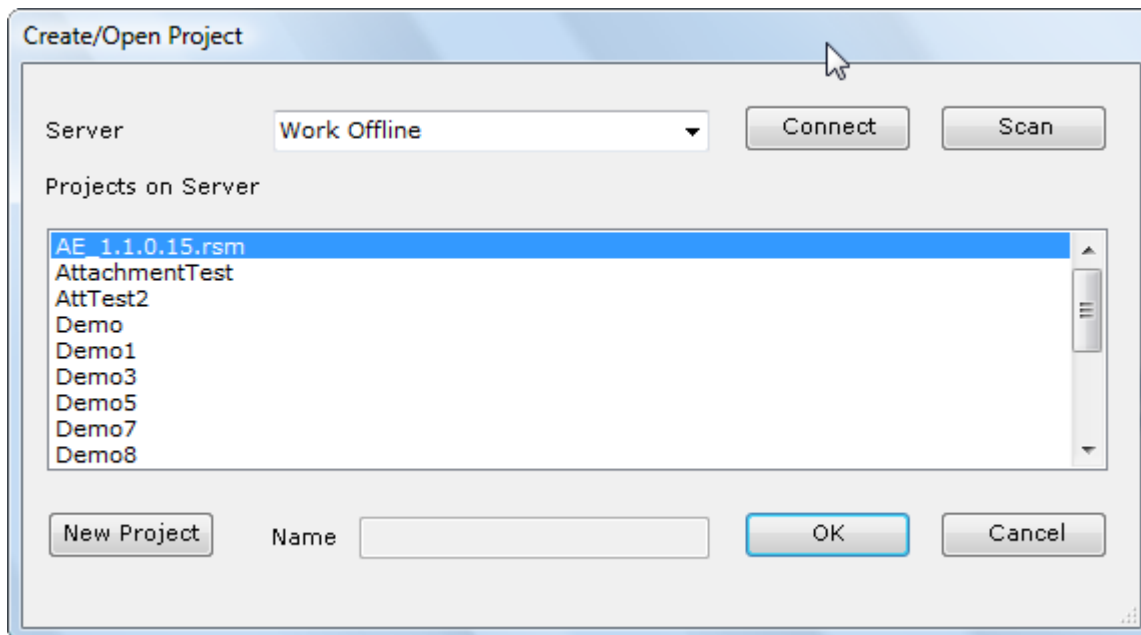 Create/Open Project
Server Work Offline Connect Scan
Projects on Server
AE_1.1.0.15.rsm
AttachmentTest
AttTest2
Demo
Demo1
Demo3
Demo5
Demo7
Demo8
New Project Name OK Cancel